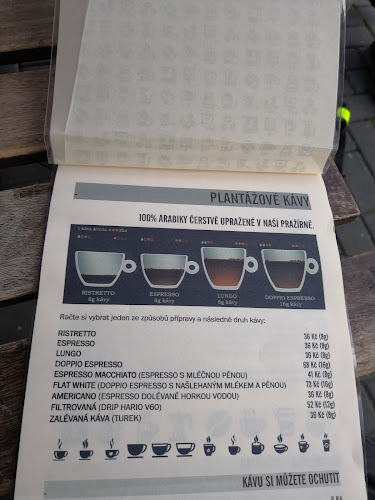 PLANTÁŽOVÉ KÁVY
100% ARABIKY ČERSTVĚ UPRAŽENÉ V NAŠÍ PRAŽÍRNĚ.
RISTRETTO
8g kávy
ESPRESSO
8g kávy
LUNGO
8g kávy
DOPPIO ESPRESSO
16g kávy
Račte si vybrat jeden ze způsobů přípravy a následně druh kávy:
RISTRETTO 36 Kč (8g)
ESPRESSO 36 Kč (8g)
LUNGO 36 Kč (8g)
DOPPIO ESPRESSO 68 Kč (16g)
ESPRESSO MACCHIATO (ESPRESSO S MLÉČNOU PĚNOU) 41 Kč (8g)
FLAT WHITE (DOPPIO ESPRESSO S NAŠLEHANÝM MLÉKEM A PĚNOU) 73 Kč (16g)
AMERICANO (ESPRESSO DOLÉVANÉ HORKOU VODOU) 36 Kč (8g)
FILTROVANÁ (DRIP HARIO V60) 52 Kč (12g)
ZALÉVANÁ KÁVA (TUREK) 36 Kč (8g)
KÁVU SI MŮŽETE OCHUTIT